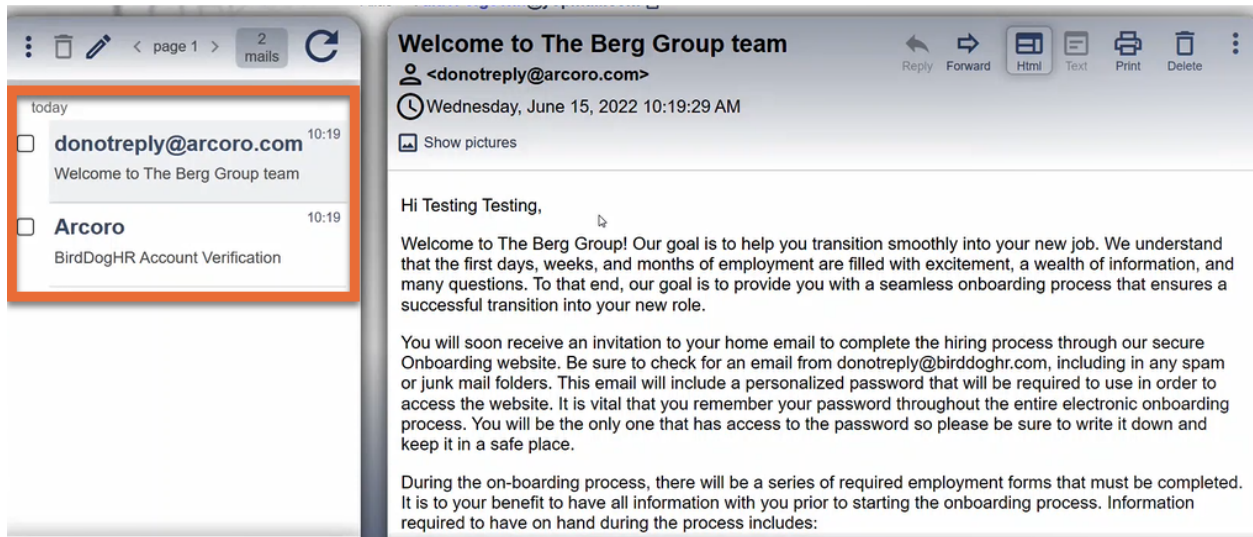 page 1
2
mails
today
donotreply@arcoro.com 10:19
Welcome to The Berg Group team
Arcoro 10:19
BirdDogHR Account Verification
Welcome to The Berg Group team
<donotreply@arcoro.com>
Wednesday, June 15, 2022 10:19:29 AM
Show pictures
Reply Forward Html Text Print Delete
Hi Testing Testing,
Welcome to The Berg Group! Our goal is to help you transition smoothly into your new job. We understand
that the first days, weeks, and months of employment are filled with excitement, a wealth of information, and
many questions. To that end, our goal is to provide you with a seamless onboarding process that ensures a
successful transition into your new role.
You will soon receive an invitation to your home email to complete the hiring process through our secure
Onboarding website. Be sure to check for an email from donotreply@birddoghr.com, including in any spam
or junk mail folders. This email will include a personalized password that will be required to use in order to
access the website. It is vital that you remember your password throughout the entire electronic onboarding
process. You will be the only one that has access to the password so please be sure to write it down and
keep it in a safe place.
During the on-boarding process, there will be a series of required employment forms that must be completed.
It is to your benefit to have all information with you prior to starting the onboarding process. Information
required to have on hand during the process includes: